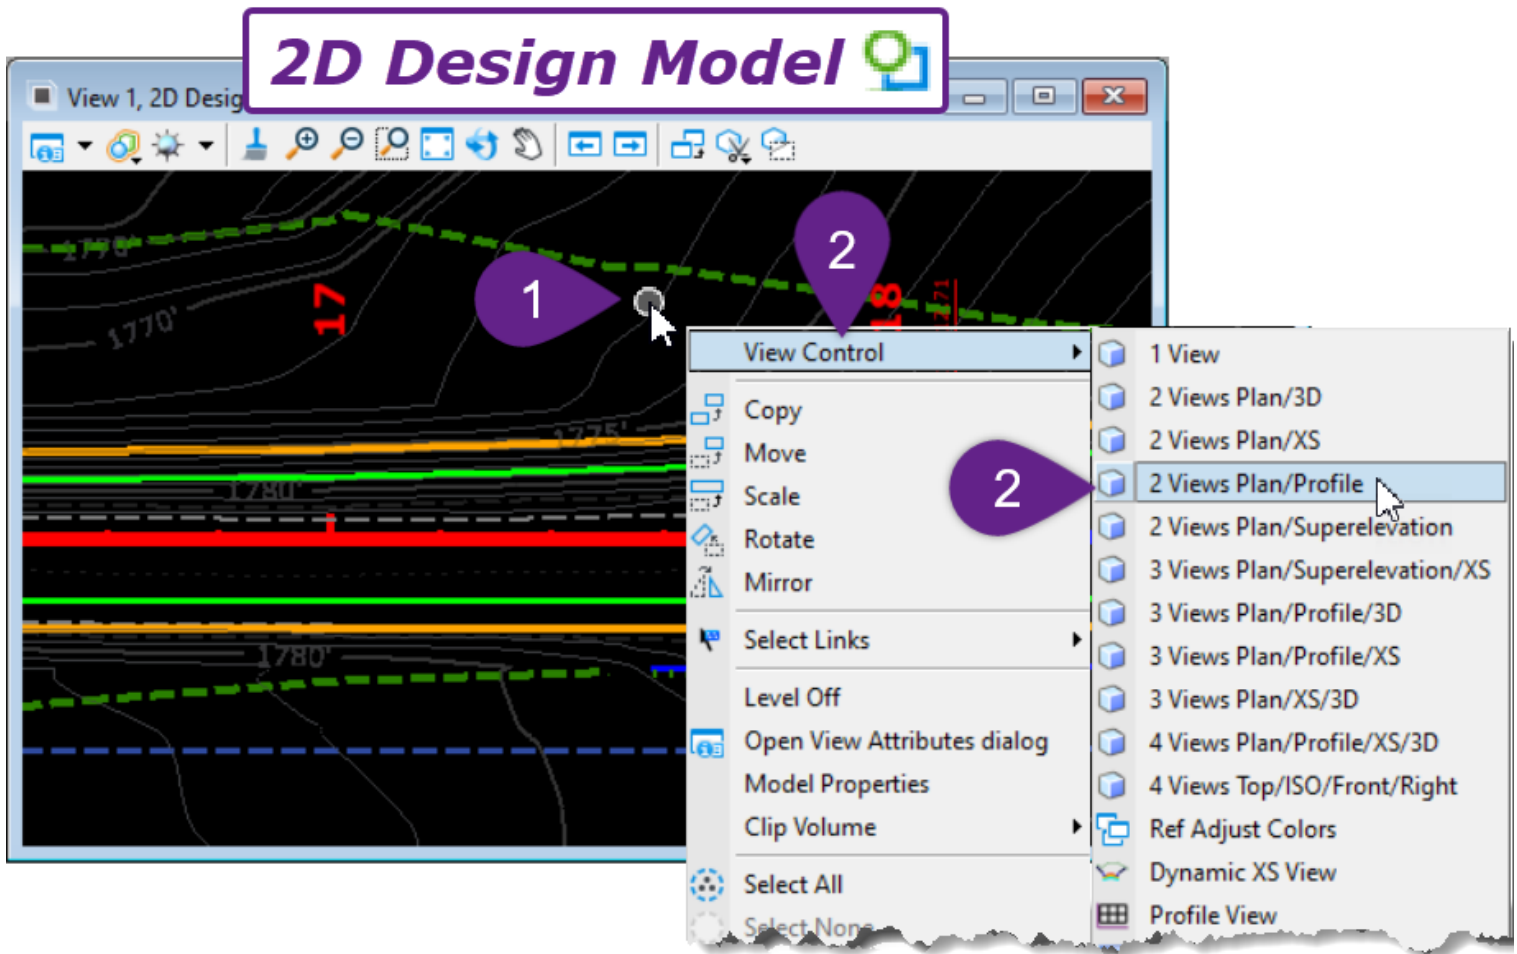 2D Design Model
View 1, 2D Desig
1770'
1770'
17
1
2
18
12.71
1775'
1780'
1780'
View Control
Copy
Move
Scale
Rotate
Mirror
Select Links
Level Off
Open View Attributes dialog
Model Properties
Clip Volume
Select All
Select None
2
1 View
2 Views Plan/3D
2 Views Plan/XS
2 Views Plan/Profile
2 Views Plan/Superelevation
3 Views Plan/Superelevation/XS
3 Views Plan/Profile/3D
3 Views Plan/Profile/XS
3 Views Plan/XS/3D
4 Views Plan/Profile/XS/3D
4 Views Top/ISO/Front/Right
Ref Adjust Colors
Dynamic XS View
Profile View